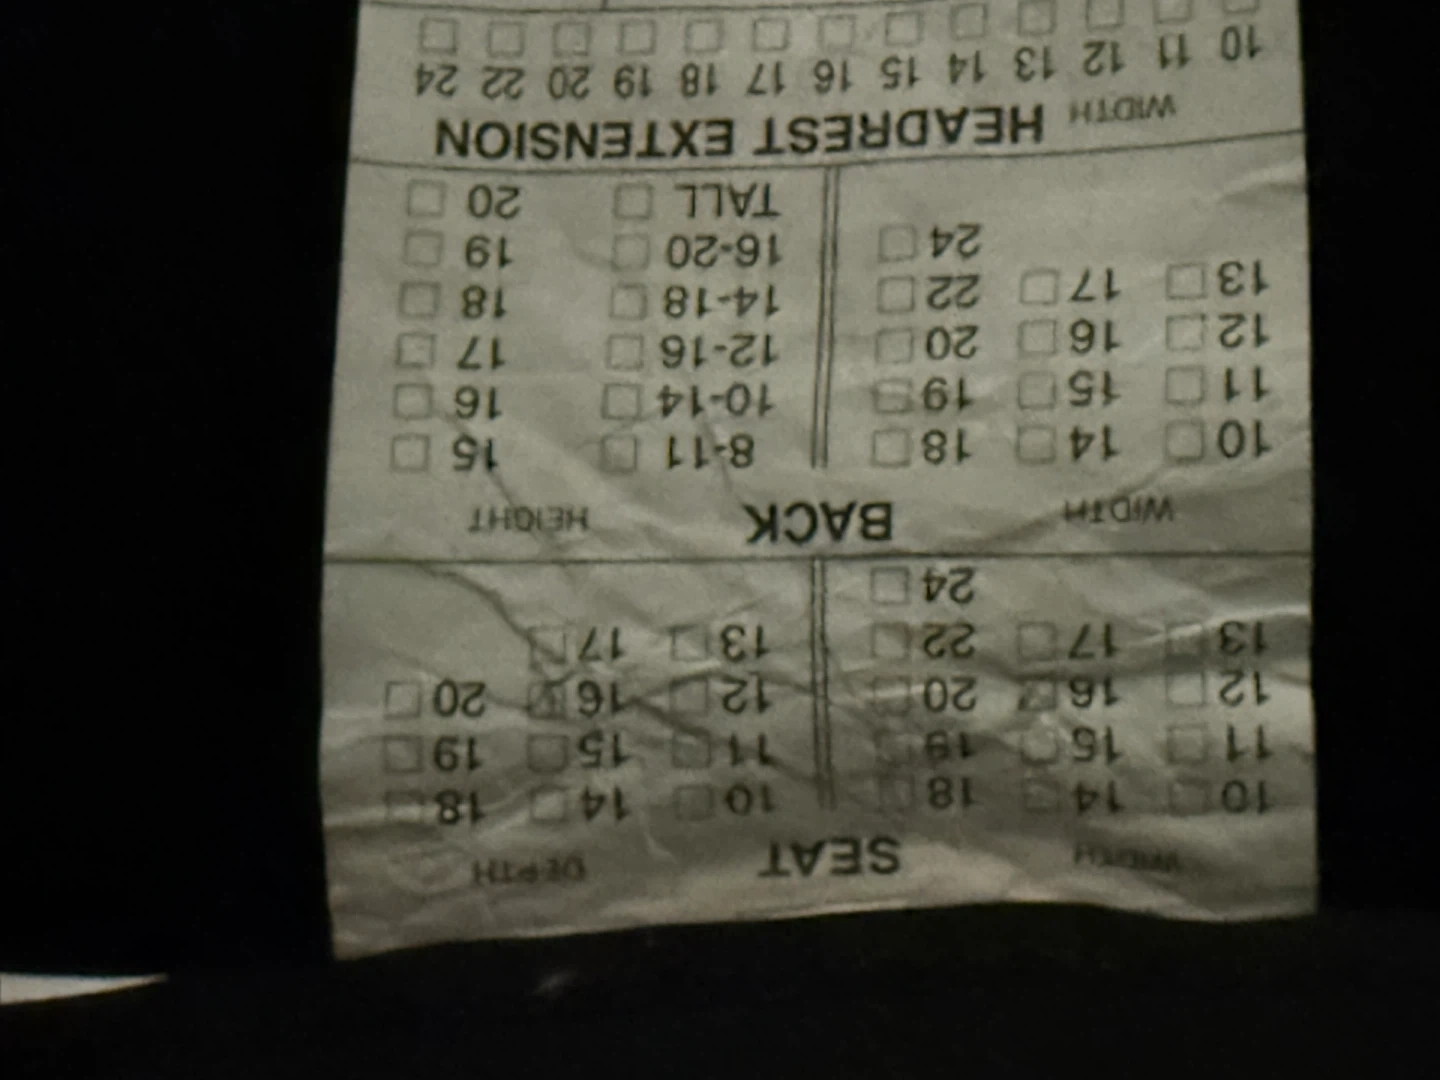 WIDTH SEAT DEPTH
10 14 18 10 14 18
11 15 19 11 15 19
12 16 20 12 16 20
13 17 22 13 17
24
WIDTH BACK HEIGHT
10 14 18 8-11 15
11 15 19 10-14 16
12 16 20 12-16 17
13 17 22 14-18 18
24 16-20 19
TALL 20
WIDTH HEADREST EXTENSION
10 11 12 13 14 15 16 17 18 19 20 22 24